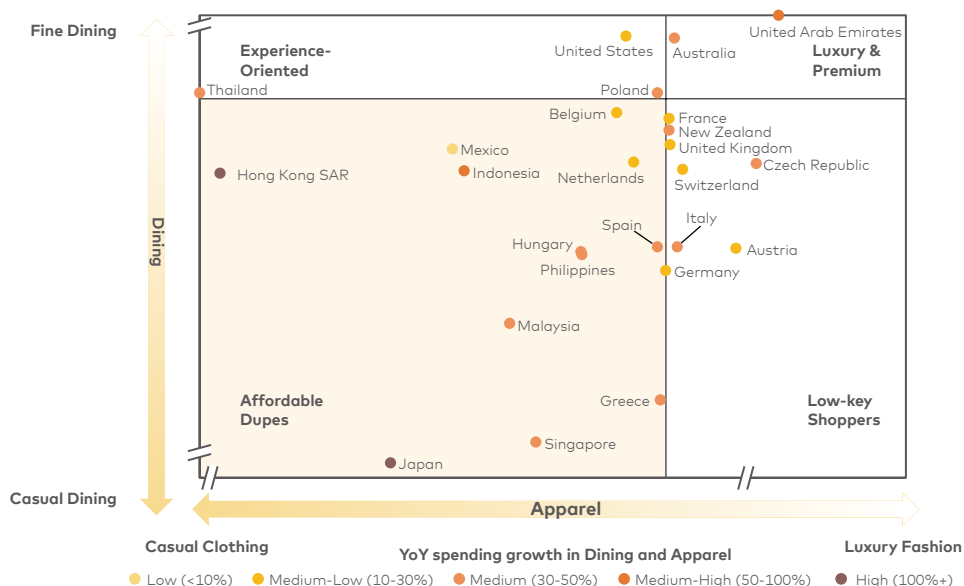 Fine Dining
United Arab Emirates
Experience-
Oriented
United States
Australia
Luxury &
Premium
Thailand
Poland
Belgium
France
New Zealand
United Kingdom
Mexico
Indonesia
Netherlands
Czech Republic
Switzerland
Hong Kong SAR
Dining
Spain
Italy
Hungary
Philippines
Austria
Germany
Malaysia
Affordable
Dupes
Greece
Low-key
Shoppers
Singapore
Japan
Casual Dining
Apparel
Casual Clothing
YoY spending growth in Dining and Apparel
Luxury Fashion
Low (<10%)
Medium-Low (10-30%)
Medium (30-50%)
Medium-High (50-100%)
High (100%+)